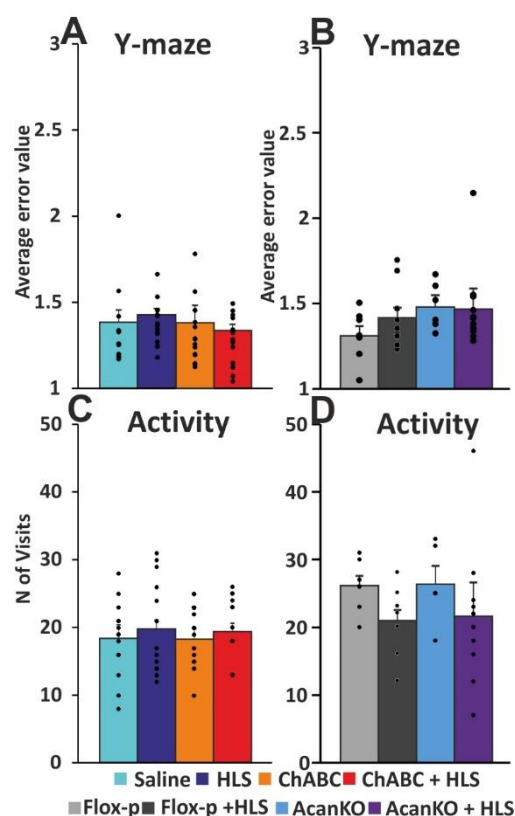 A Y-maze
B Y-maze
3
2.5
2
1.5
1
Average error value
3
2.5
2
1.5
1
Average error value
C Activity
D Activity
50
40
30
20
10
0
N of Visits
50
40
30
20
10
0
Saline HLS ChABC ChABC + HLS
Flox-p Flox-p +HLS AcanKO AcanKO + HLS